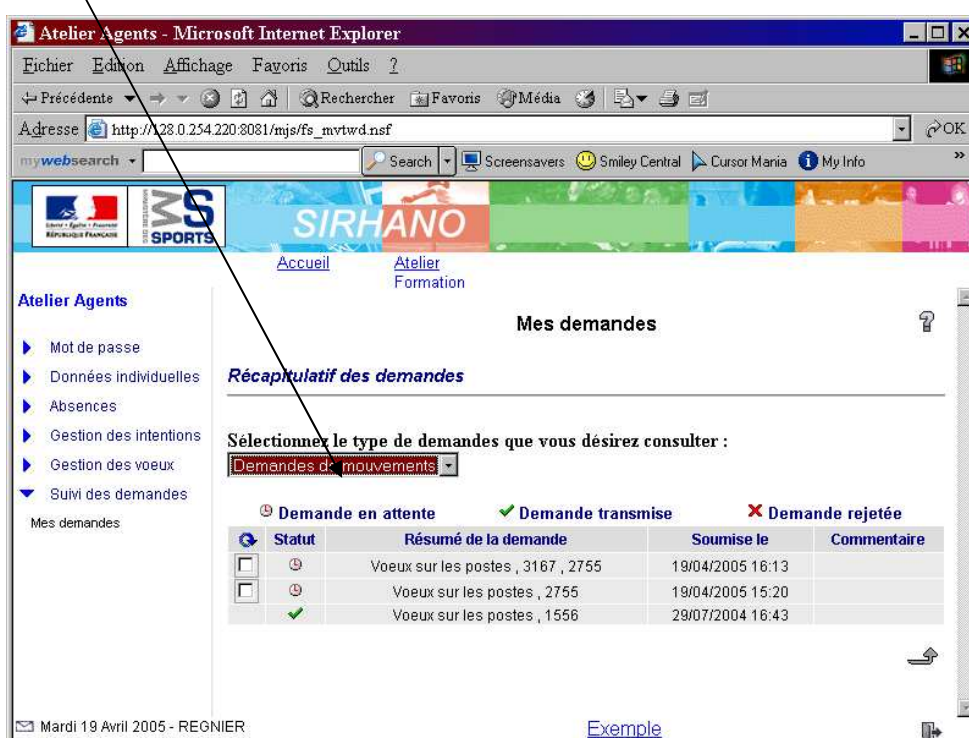 Atelier Agents - Microsoft Internet Explorer
Fichier Edition Affichage Favoris Outils ?
Précédente Rechercher Favoris Média
Adresse http://128.0.254.220:8081/mjs/fs_mvtwd.nsf OK
mywebsearch Search Screensavers Smiley Central Cursor Mania My Info »
Liberté • Égalité • Fraternité
RÉPUBLIQUE FRANÇAISE
SPORTS
SIRHANO
Accueil Atelier Formation
Atelier Agents
Mes demandes
Mot de passe
Données individuelles
Absences
Gestion des intentions
Gestion des voeux
Suivi des demandes
Mes demandes
Récapitulatif des demandes
Sélectionnez le type de demandes que vous désirez consulter :
Demandes de mouvements
Demande en attente Demande transmise Demande rejetée
Statut Résumé de la demande Soumise le Commentaire
Voeux sur les postes , 3167 , 2755 19/04/2005 16:13
Voeux sur les postes , 2755 19/04/2005 15:20
Voeux sur les postes , 1556 29/07/2004 16:43
Mardi 19 Avril 2005 - REGNIER Exemple